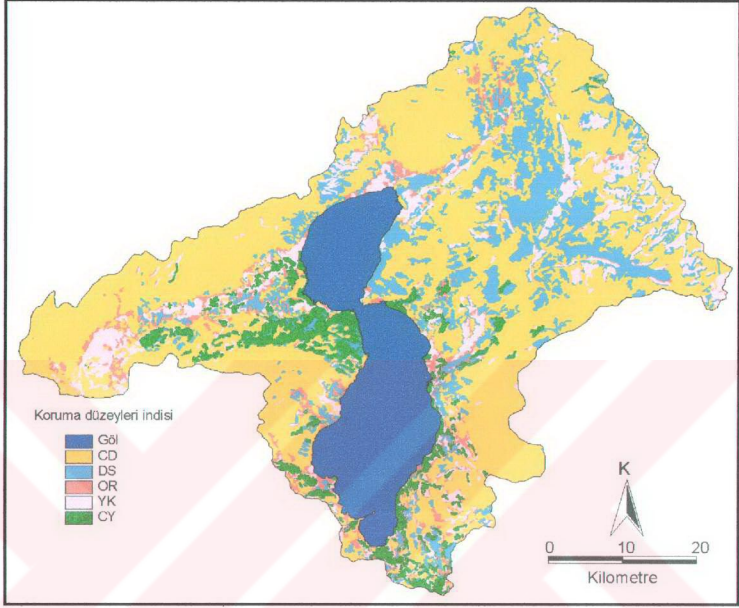 Koruma düzeyleri indisi
Göl
CD
DS
OR
YK
CY
K
0 10 20
Kilometre